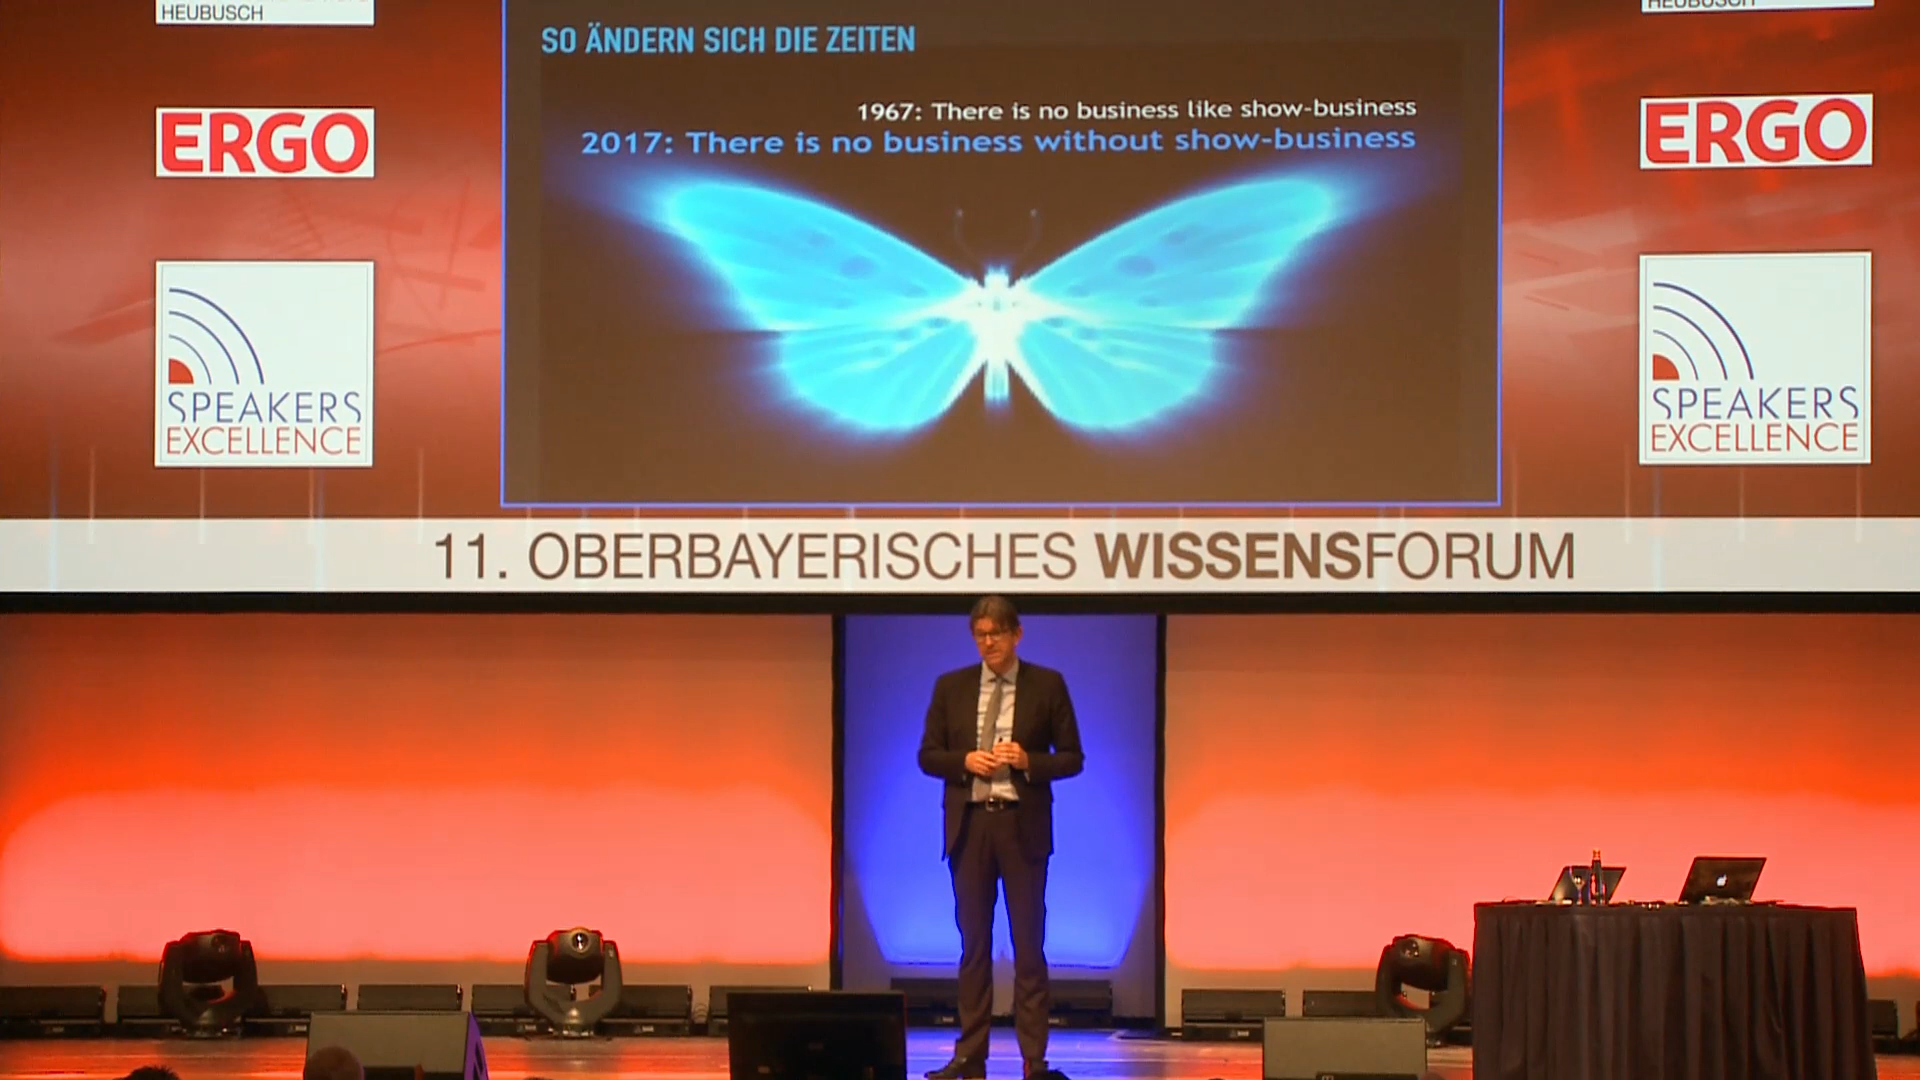 HEUBUSCH
ERGO
SPEAKERS
EXCELLENCE
SO ÄNDERN SICH DIE ZEITEN
1967: There is no business like show-business
2017: There is no business without show-business
HEUBUSCH
ERGO
SPEAKERS
EXCELLENCE
11. OBERBAYERISCHES WISSENSFORUM